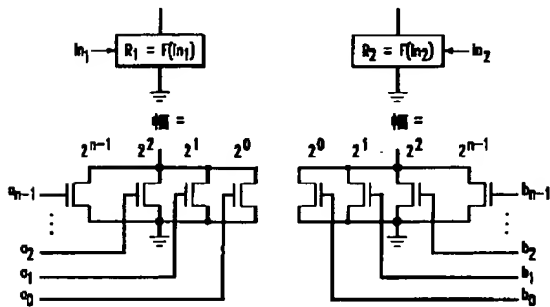 In₁ R₁ = F(In₁) R₂ = F(In₂) In₂
幅 = 幅 =
2ⁿ⁻¹ 2² 2¹ 2⁰ 2⁰ 2¹ 2² 2ⁿ⁻¹
aₙ₋₁ bₙ₋₁
a₂ b₂
a₁ b₁
a₀ b₀